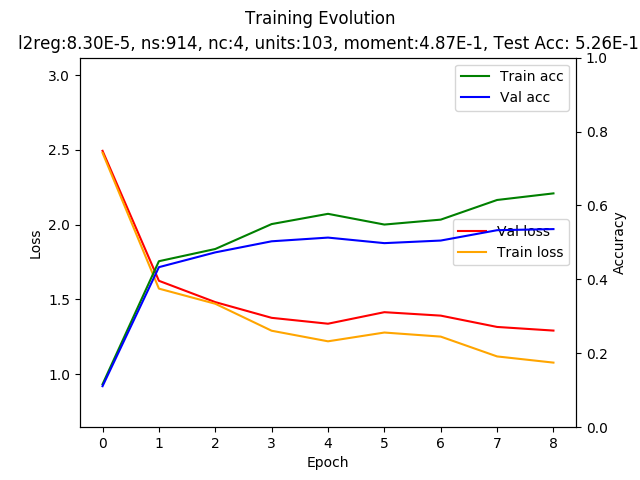 Training Evolution
l2reg:8.30E-5, ns:914, nc:4, units:103, moment:4.87E-1, Test Acc: 5.26E-1
Train acc
Val acc
Val loss
Train loss
Loss
3.0
2.5
2.0
1.5
1.0
Accuracy
1.0
0.8
0.6
0.4
0.2
0.0
0 1 2 3 4 5 6 7 8
Epoch